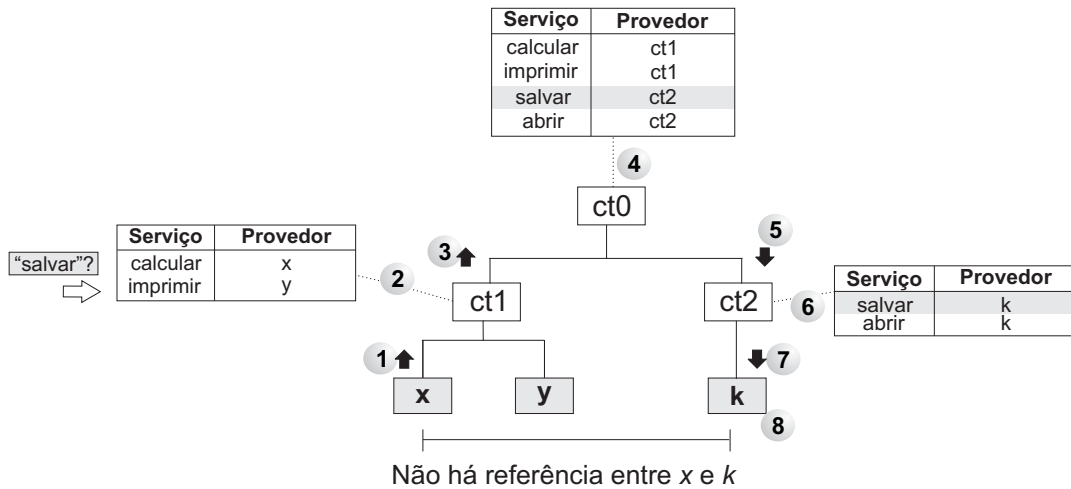 Serviço Provedor
calcular ct1
imprimir ct1
salvar ct2
abrir ct2
4
ct0
Serviço Provedor
calcular x
imprimir y
"salvar"?
2
3
5
ct1
ct2
6
Serviço Provedor
salvar k
abrir k
1
7
x
y
k
8
Não há referência entre x e k